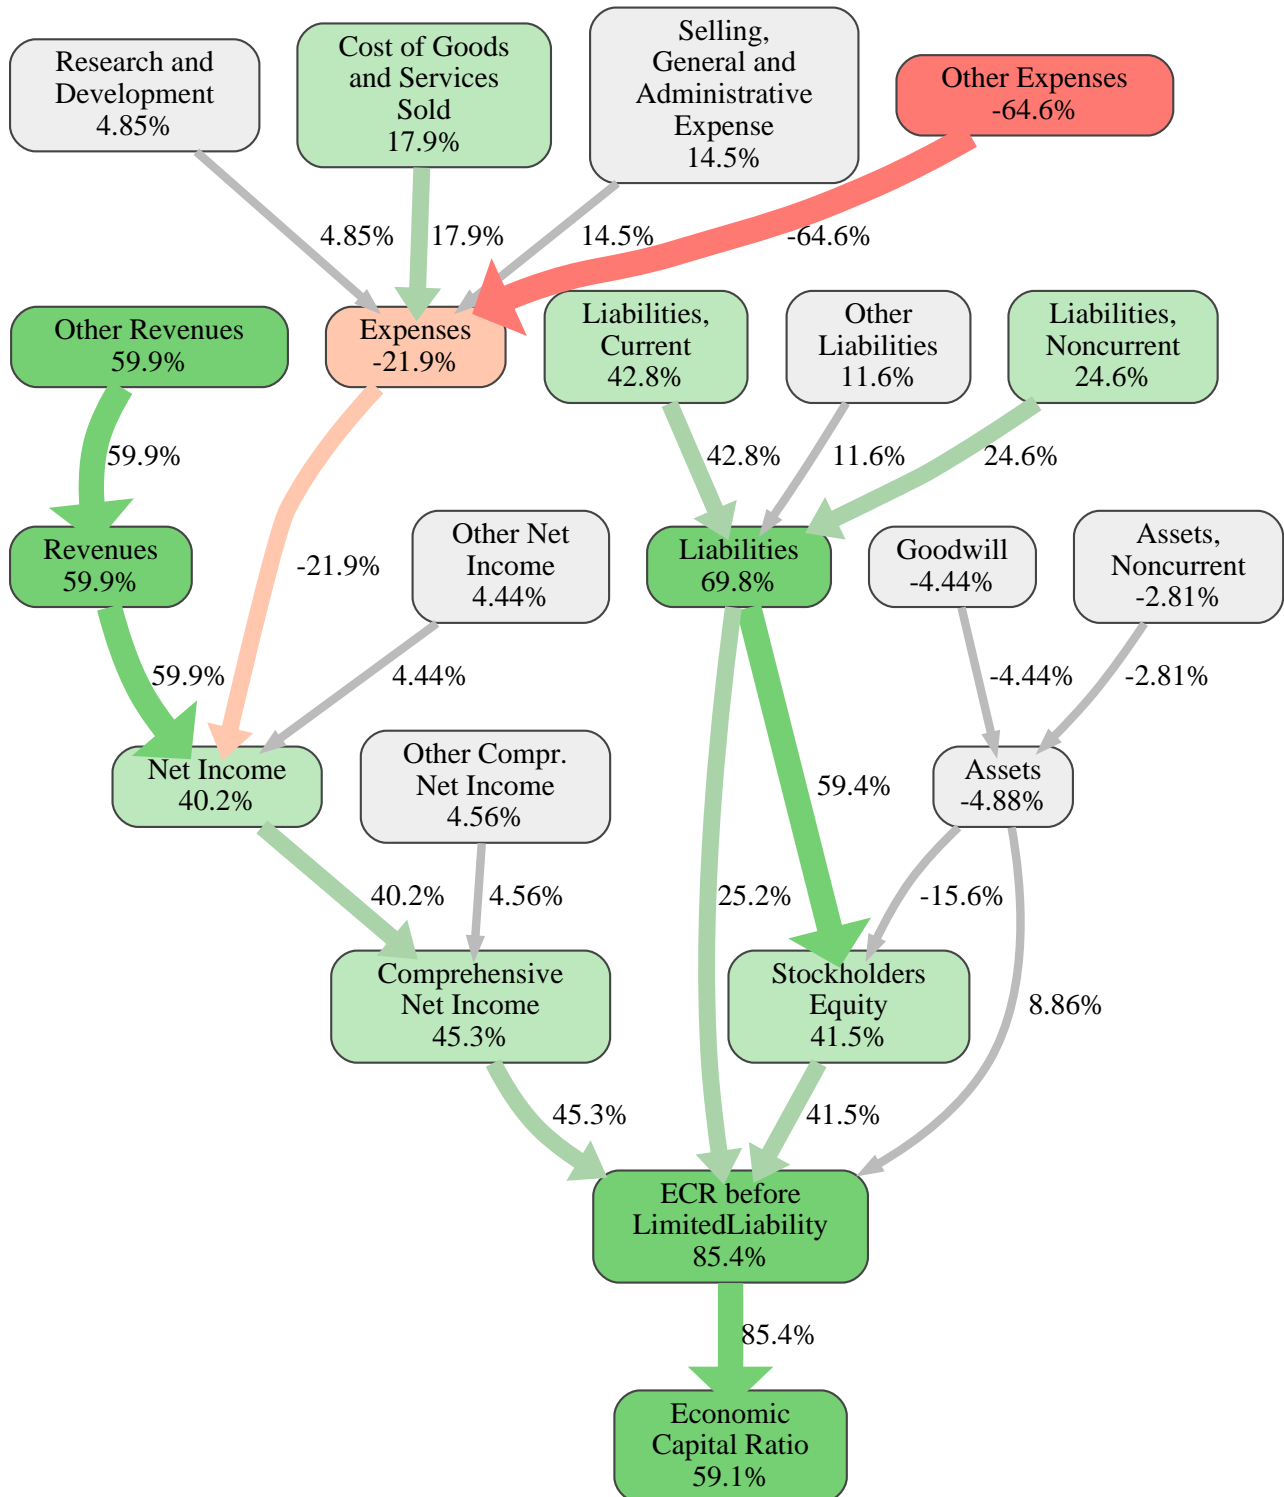 Research and
Development
4.85%
Cost of Goods
and Services
Sold
17.9%
Selling,
General and
Administrative
Expense
14.5%
Other Expenses
-64.6%
4.85%
17.9%
14.5%
-64.6%
Other Revenues
59.9%
Expenses
-21.9%
Liabilities,
Current
42.8%
Other
Liabilities
11.6%
Liabilities,
Noncurrent
24.6%
59.9%
42.8%
11.6%
24.6%
Revenues
59.9%
-21.9%
Other Net
Income
4.44%
Liabilities
69.8%
Goodwill
-4.44%
Assets,
Noncurrent
-2.81%
59.9%
4.44%
-4.44%
-2.81%
Net Income
40.2%
Other Compr.
Net Income
4.56%
59.4%
Assets
-4.88%
40.2%
4.56%
25.2%
-15.6%
Comprehensive
Net Income
45.3%
Stockholders
Equity
41.5%
8.86%
45.3%
41.5%
ECR before
LimitedLiability
85.4%
85.4%
Economic
Capital Ratio
59.1%